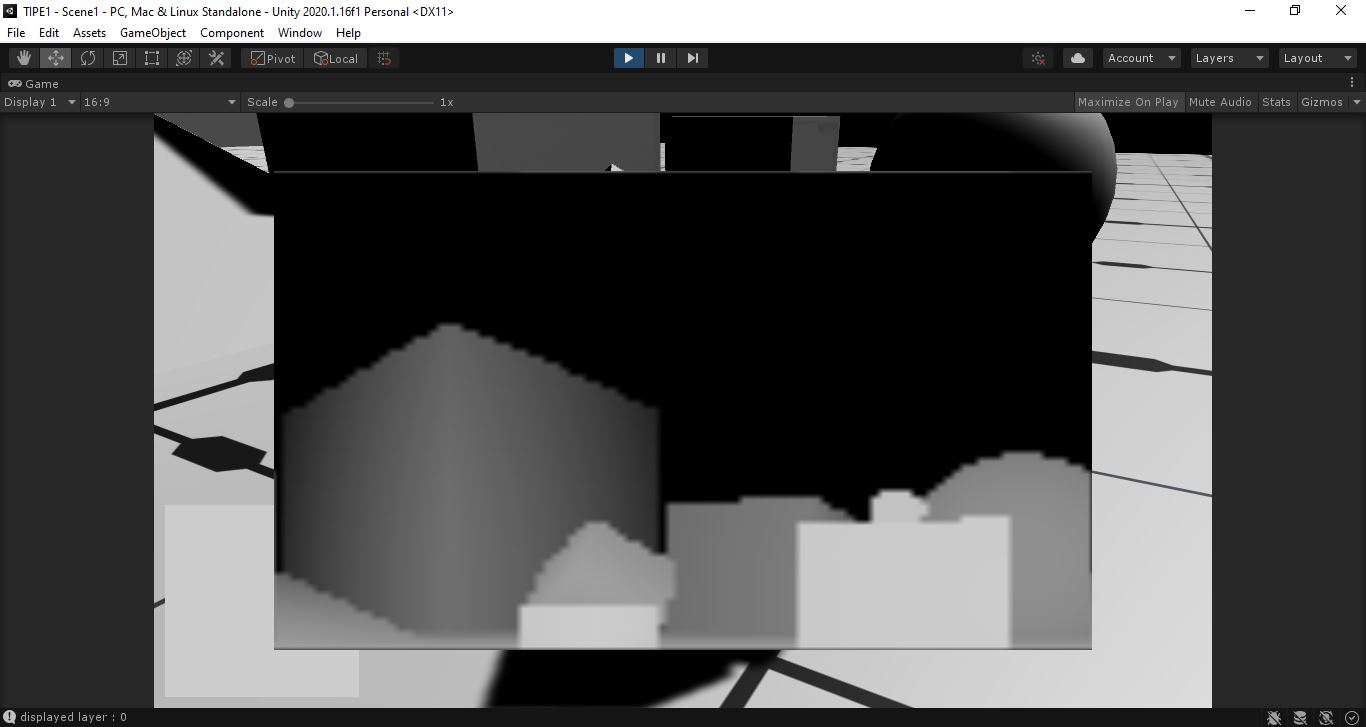 TIPE1 - Scene1 - PC, Mac & Linux Standalone - Unity 2020.1.16f1 Personal <DX11>
File Edit Assets GameObject Component Window Help
Pivot Local Account Layers Layout
Game
Display 1 16:9 Scale 1x Maximize On Play Mute Audio Stats Gizmos
displayed layer : 0